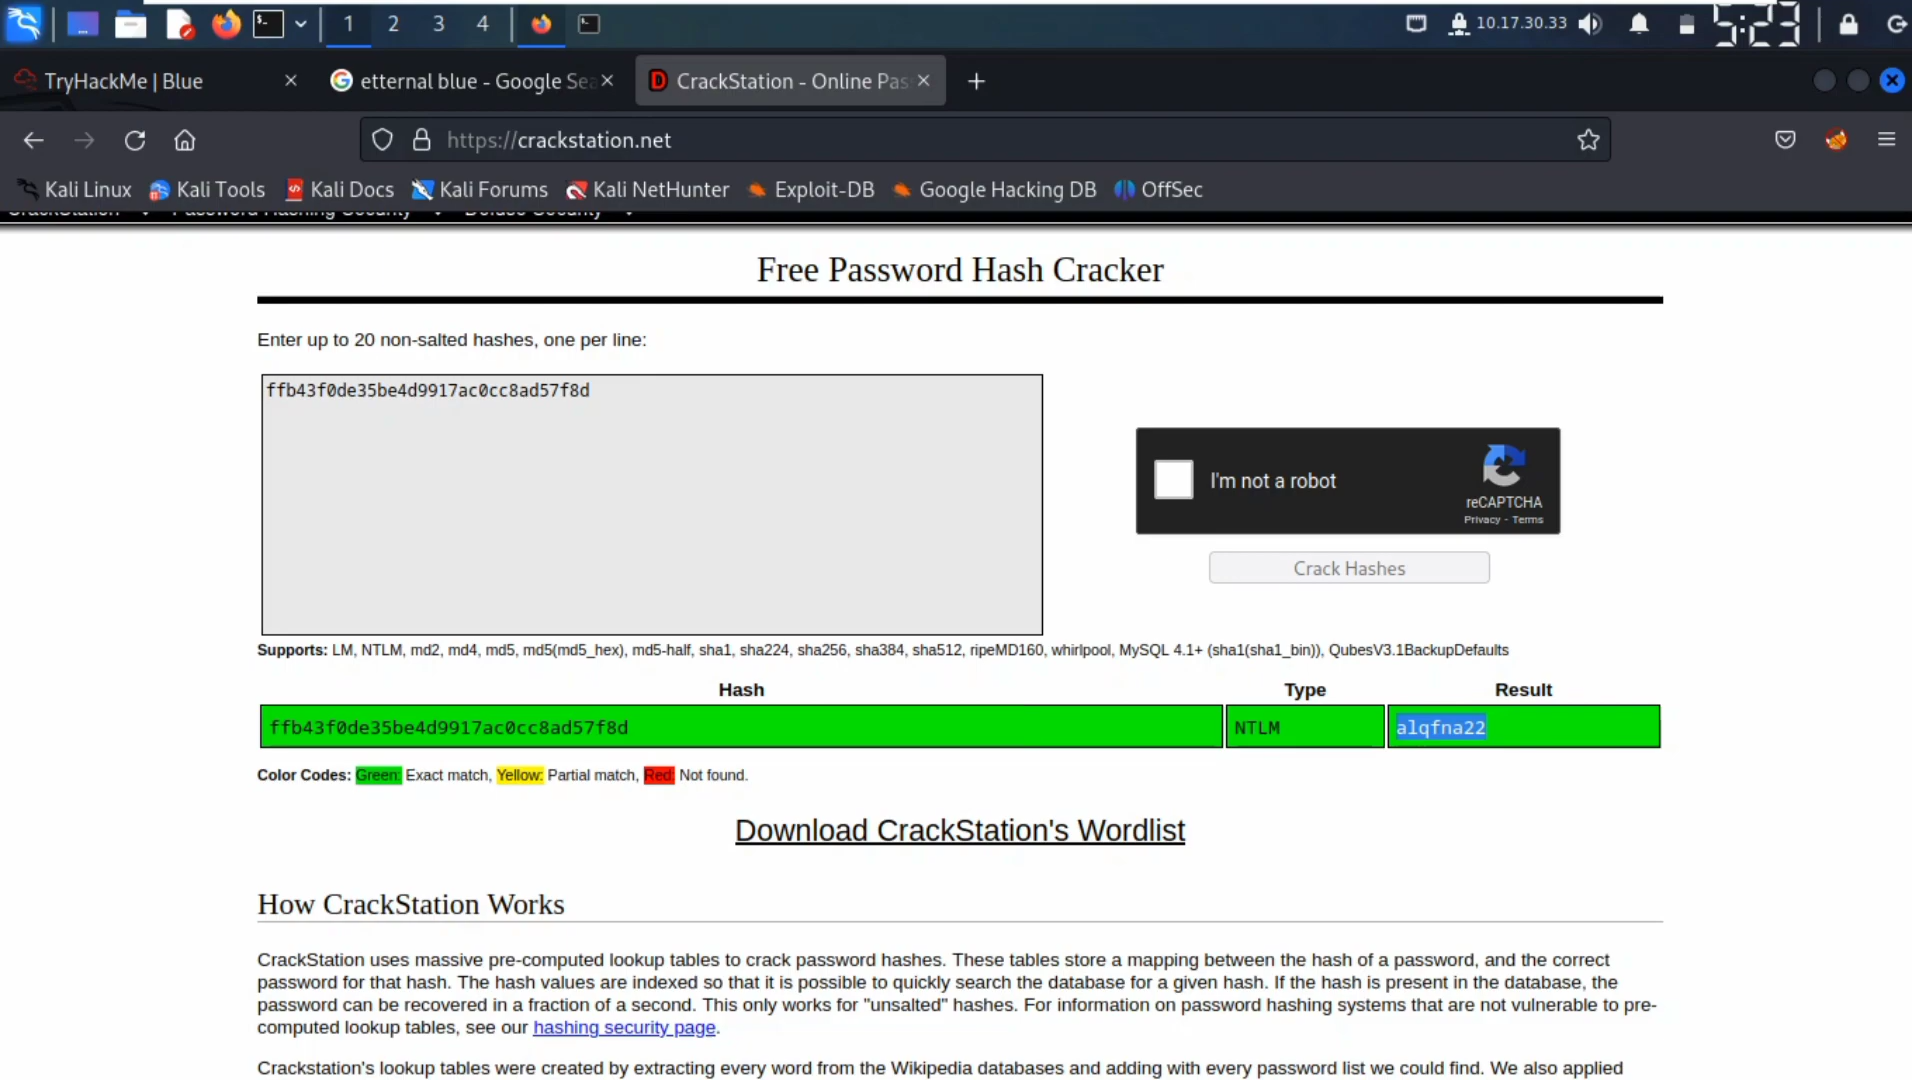 1 2 3 4 10.17.30.33 5:23
TryHackMe | Blue
etternal blue - Google Sea
CrackStation - Online Pas
https://crackstation.net
Kali Linux Kali Tools Kali Docs Kali Forums Kali NetHunter Exploit-DB Google Hacking DB OffSec
CrackStation Password Hashing Security Defuse Security
Free Password Hash Cracker
Enter up to 20 non-salted hashes, one per line:
ffb43f0de35be4d9917ac0cc8ad57f8d
I'm not a robot
reCAPTCHA
Privacy - Terms
Crack Hashes
Supports: LM, NTLM, md2, md4, md5, md5(md5_hex), md5-half, sha1, sha224, sha256, sha384, sha512, ripeMD160, whirlpool, MySQL 4.1+ (sha1(sha1_bin)), QubesV3.1BackupDefaults
Hash Type Result
ffb43f0de35be4d9917ac0cc8ad57f8d NTLM alqfna22
Color Codes: Green: Exact match, Yellow: Partial match, Red: Not found.
Download CrackStation's Wordlist
How CrackStation Works
CrackStation uses massive pre-computed lookup tables to crack password hashes. These tables store a mapping between the hash of a password, and the correct
password for that hash. The hash values are indexed so that it is possible to quickly search the database for a given hash. If the hash is present in the database, the
password can be recovered in a fraction of a second. This only works for "unsalted" hashes. For information on password hashing systems that are not vulnerable to pre-
computed lookup tables, see our hashing security page.
Crackstation's lookup tables were created by extracting every word from the Wikipedia databases and adding with every password list we could find. We also applied